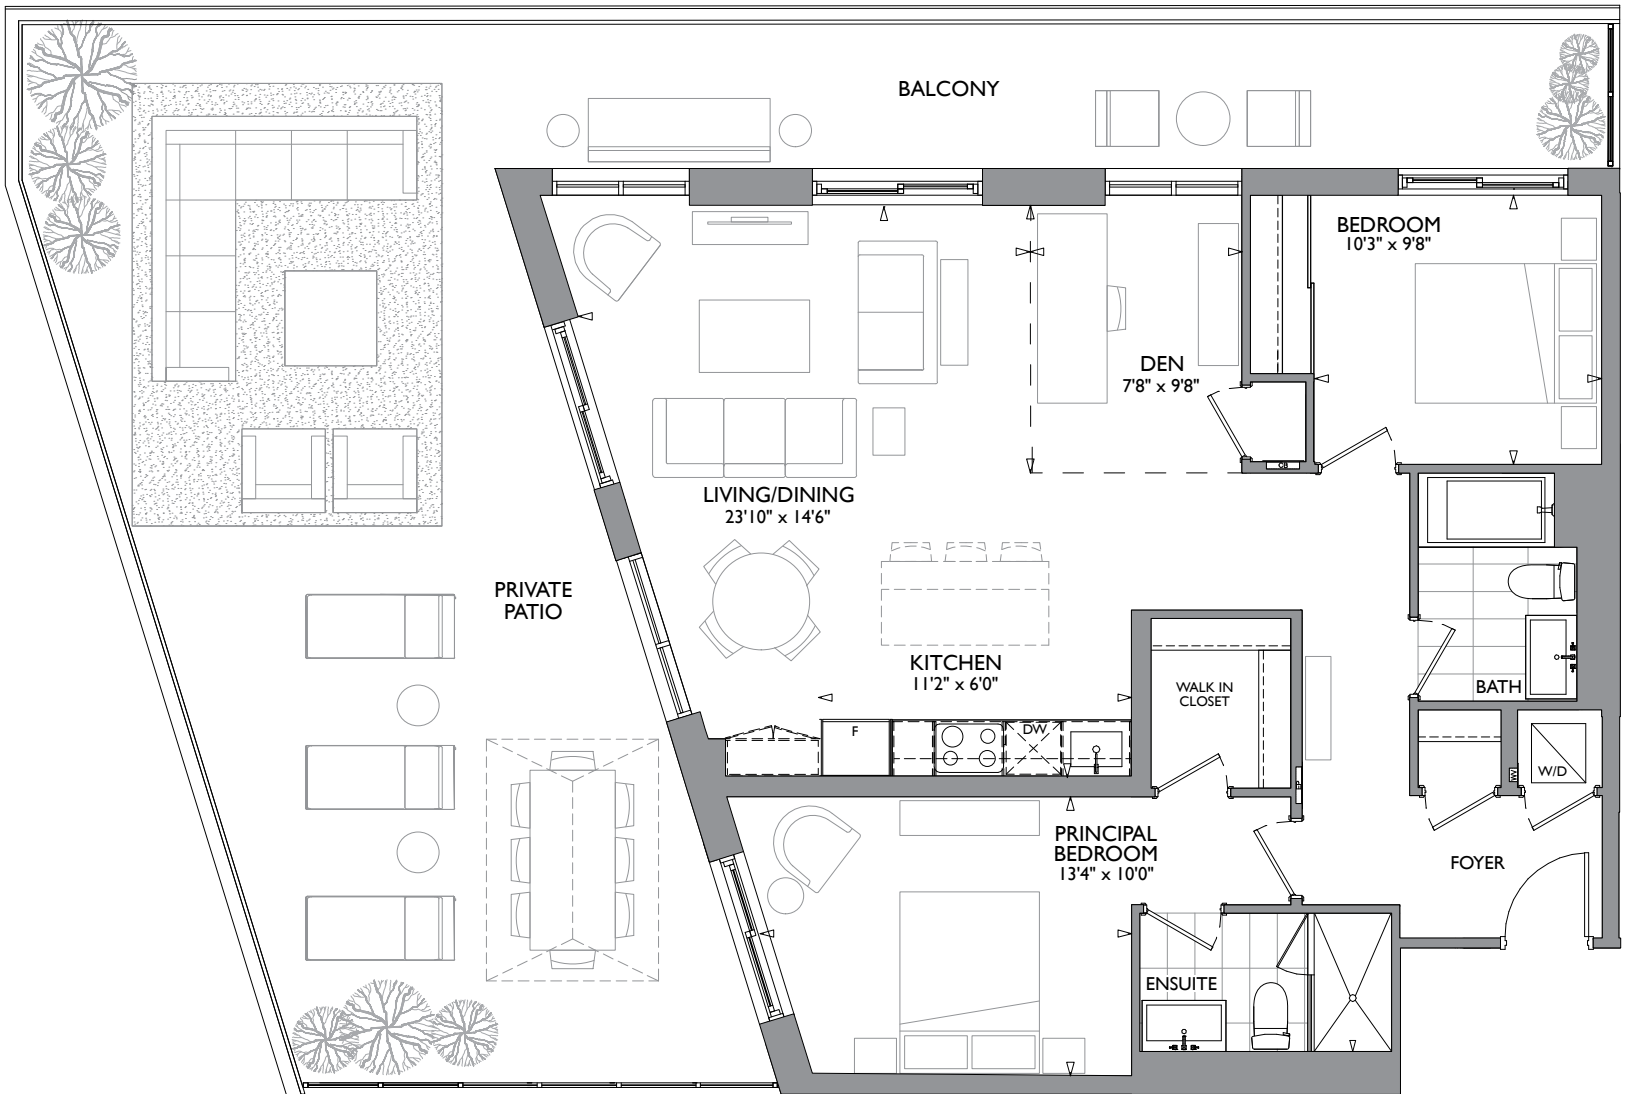 BALCONY
BEDROOM
10'3" x 9'8"
DEN
7'8" x 9'8"
CB
LIVING/DINING
23'10" x 14'6"
PRIVATE
PATIO
KITCHEN
11'2" x 6'0"
WALK IN
CLOSET
BATH
F
DW
W/D
PRINCIPAL
BEDROOM
13'4" x 10'0"
FOYER
ENSUITE